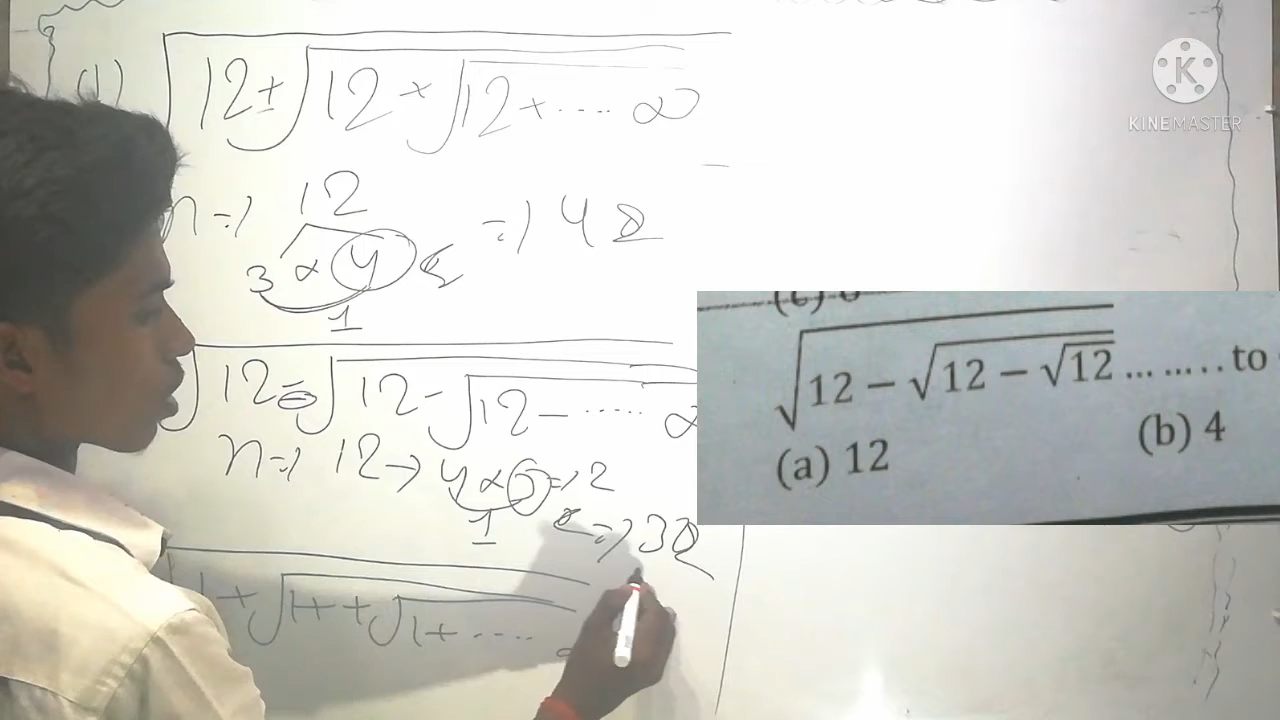 (1) √12 ± √12 + √12 + .... ∞
n => 12 => 4
3 × 4
1
√12 - √12 - √12 - ..... ∞
n => 12 → 4 × 3 => 12
1
=> 3
√1 + √1 + + √1 + ....
KINEMASTER
√12 − √12 − √12 ........ to
(a) 12
(b) 4